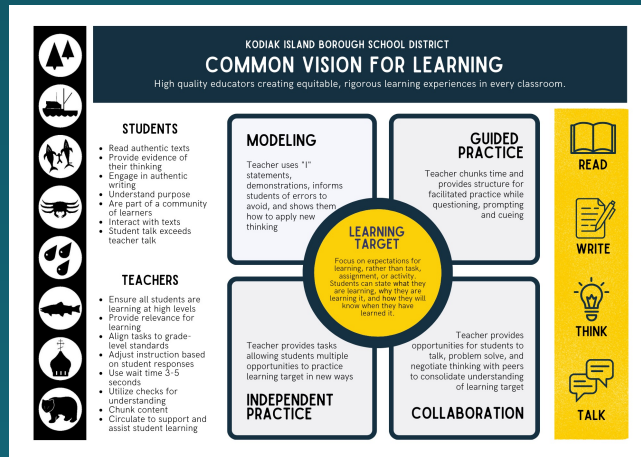 KODIAK ISLAND BOROUGH SCHOOL DISTRICT
COMMON VISION FOR LEARNING
High quality educators creating equitable, rigorous learning experiences in every classroom.
STUDENTS
• Read authentic texts
• Provide evidence of
their thinking
• Engage in authentic
writing
• Understand purpose
• Are part of a community
of learners
• Interact with texts
• Student talk exceeds
teacher talk
TEACHERS
• Ensure all students are
learning at high levels
• Provide relevance for
learning
• Align tasks to grade-
level standards
• Adjust instruction based
on student responses
• Use wait time 3-5
seconds
• Utilize checks for
understanding
• Chunk content
• Circulate to support and
assist student learning
MODELING
Teacher uses "I"
statements,
demonstrations, informs
students of errors to
avoid, and shows them
how to apply new
thinking
GUIDED
PRACTICE
Teacher chunks time and
provides structure for
facilitated practice while
questioning, prompting
and cueing
LEARNING
TARGET
Focus on expectations for
learning, rather than task,
assignment, or activity.
Students can state what they
are learning, why they are
learning it, and how they will
know when they have
learned it.
Teacher provides tasks
allowing students multiple
opportunities to practice
learning target in new ways
INDEPENDENT
PRACTICE
Teacher provides
opportunities for students to
talk, problem solve, and
negotiate thinking with peers
to consolidate understanding
of learning target
COLLABORATION
READ
WRITE
THINK
TALK